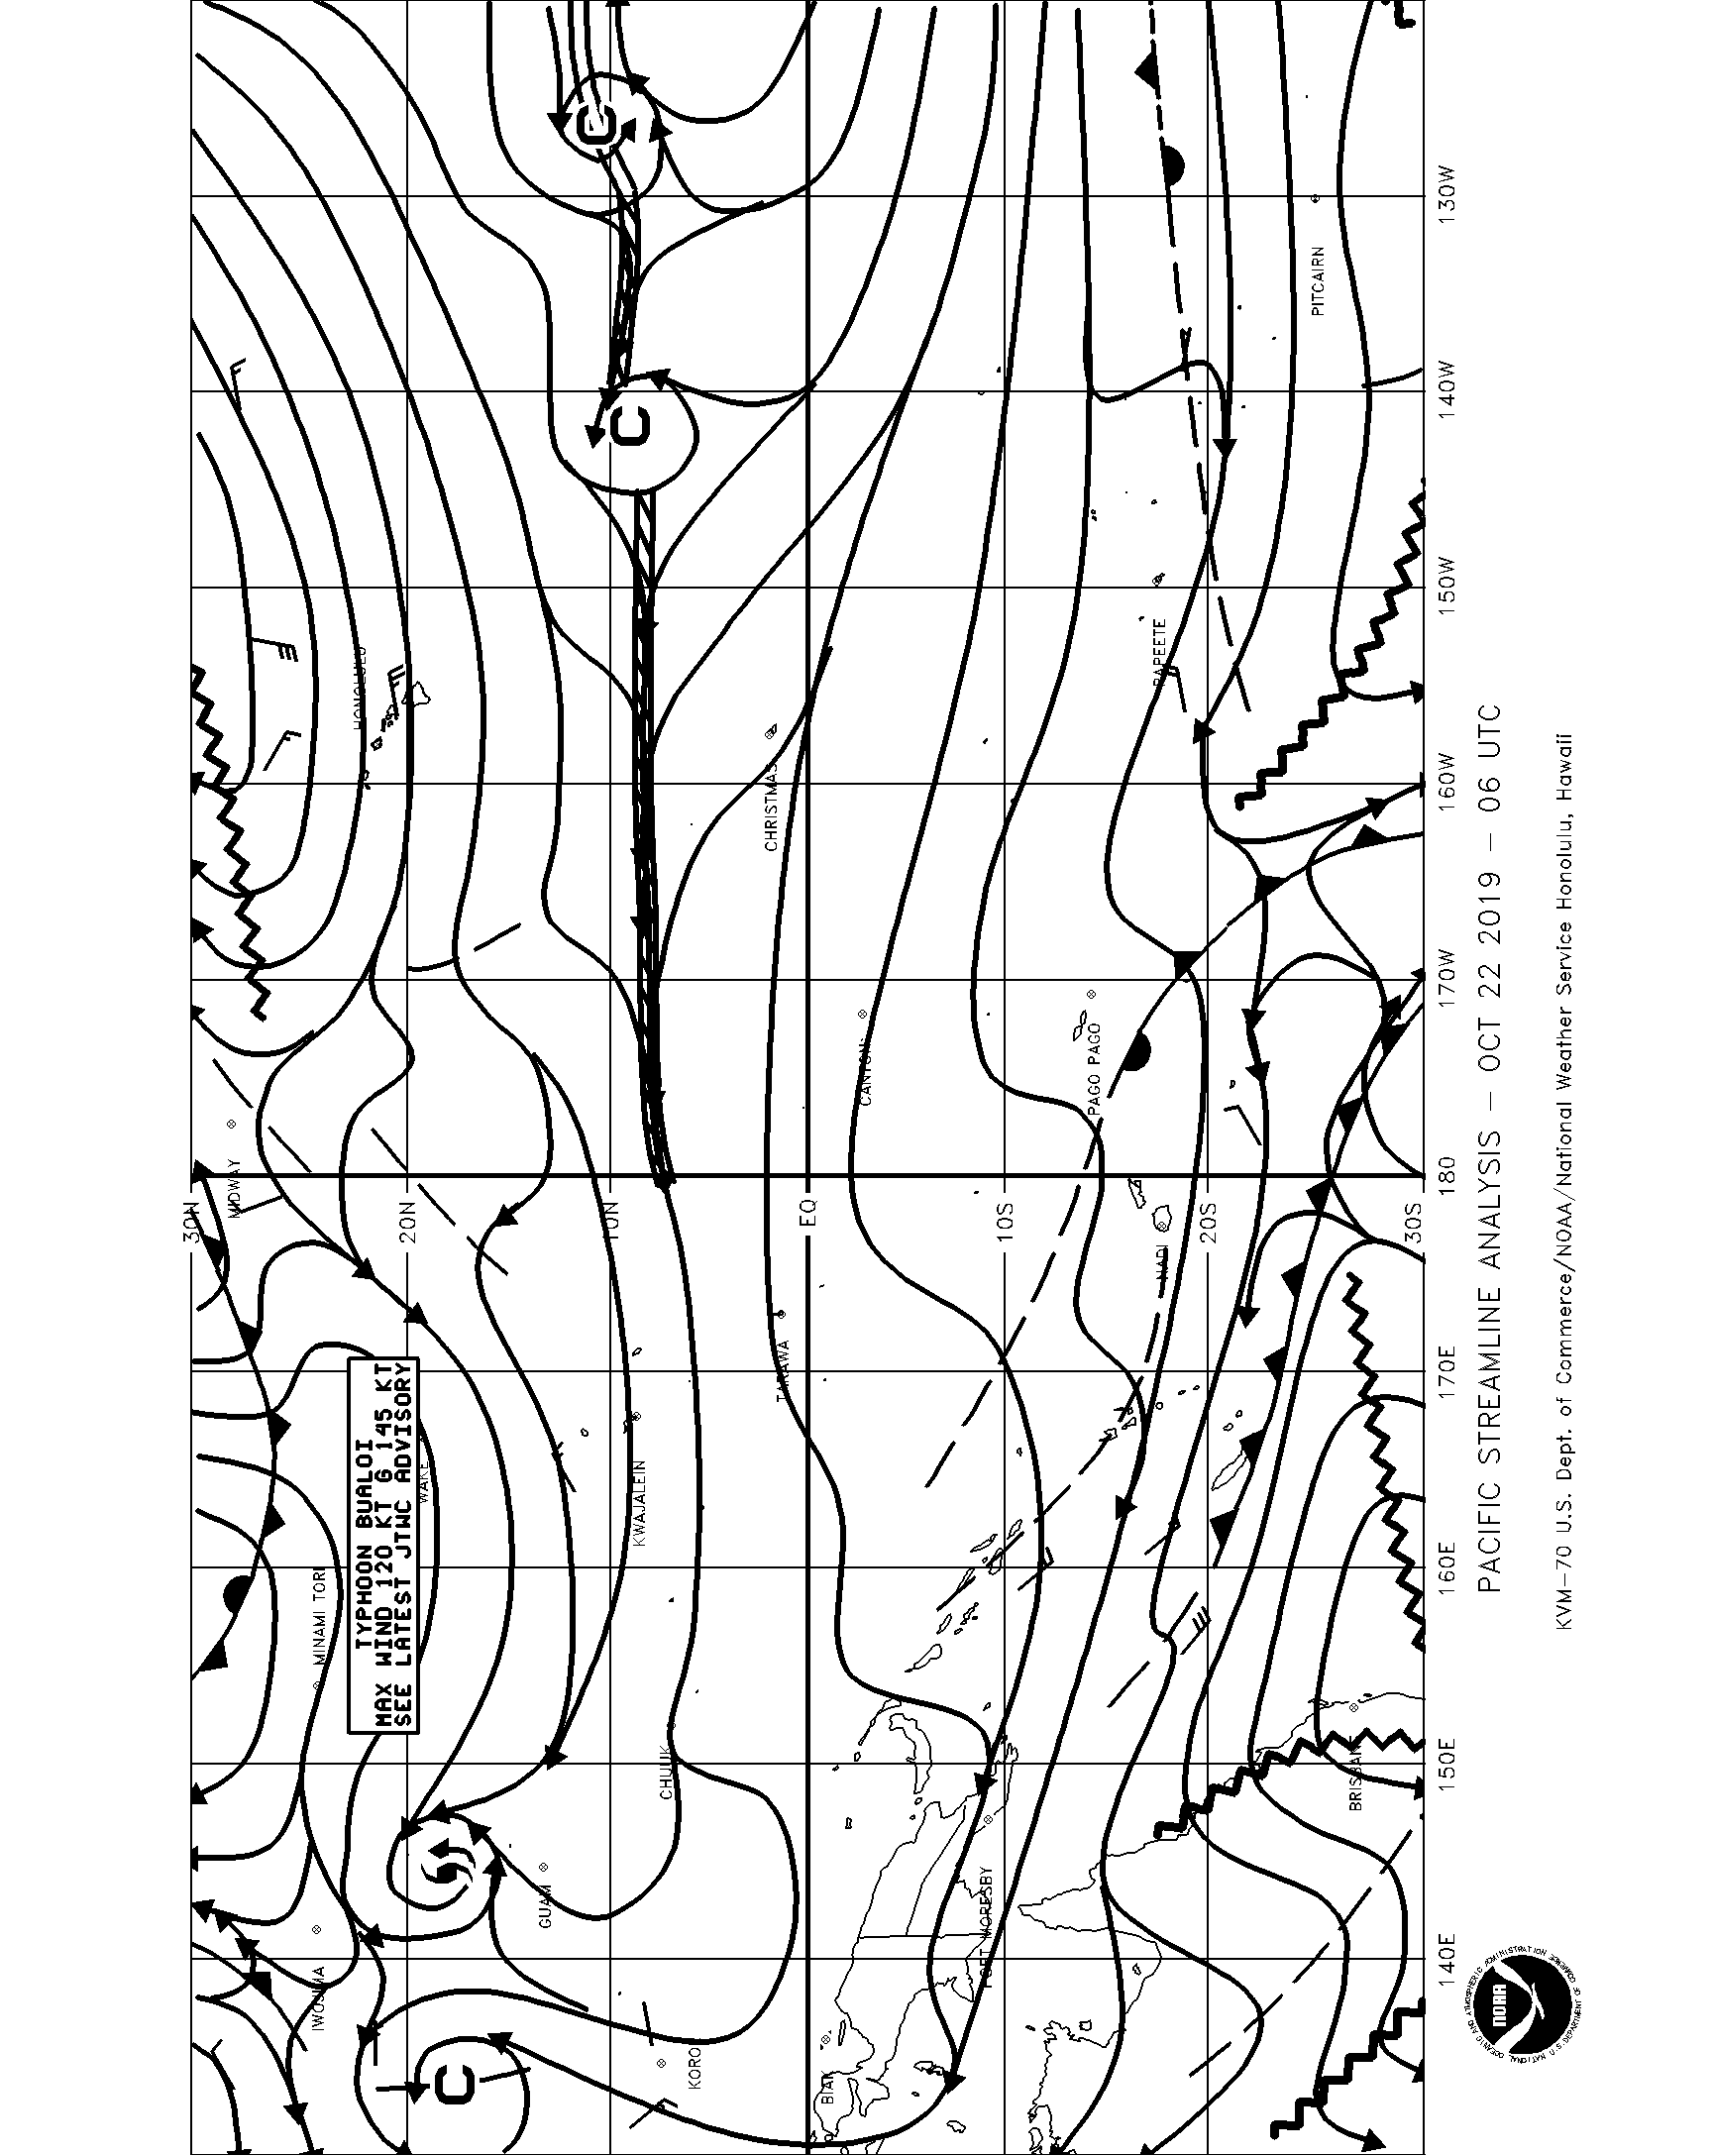 PACIFIC STREAMLINE ANALYSIS – OCT 22 2019 – 06 UTC
KVM–70 U.S. Dept. of Commerce/NOAA/National Weather Service Honolulu, Hawaii
TYPHOON BUALOI
MAX WIND 120 KT G 145 KT
SEE LATEST JTWC ADVISORY
30N
20N
10N
EQ
10S
20S
30S
140E
150E
160E
170E
180
170W
160W
150W
140W
130W
IWOJIMA
MINAMI TORI
MIDWAY
HONOLULU
WAKE
GUAM
KWAJALEIN
CHUUK
KORO
TARAWA
CHRISTMAS
BIAK
CANTON
PORT MORESBY
PAGO PAGO
NADI
PAPEETE
PITCAIRN
BRISBANE
C
C
C
NOAA
NATIONAL OCEANIC AND ATMOSPHERIC ADMINISTRATION
U.S. DEPARTMENT OF COMMERCE